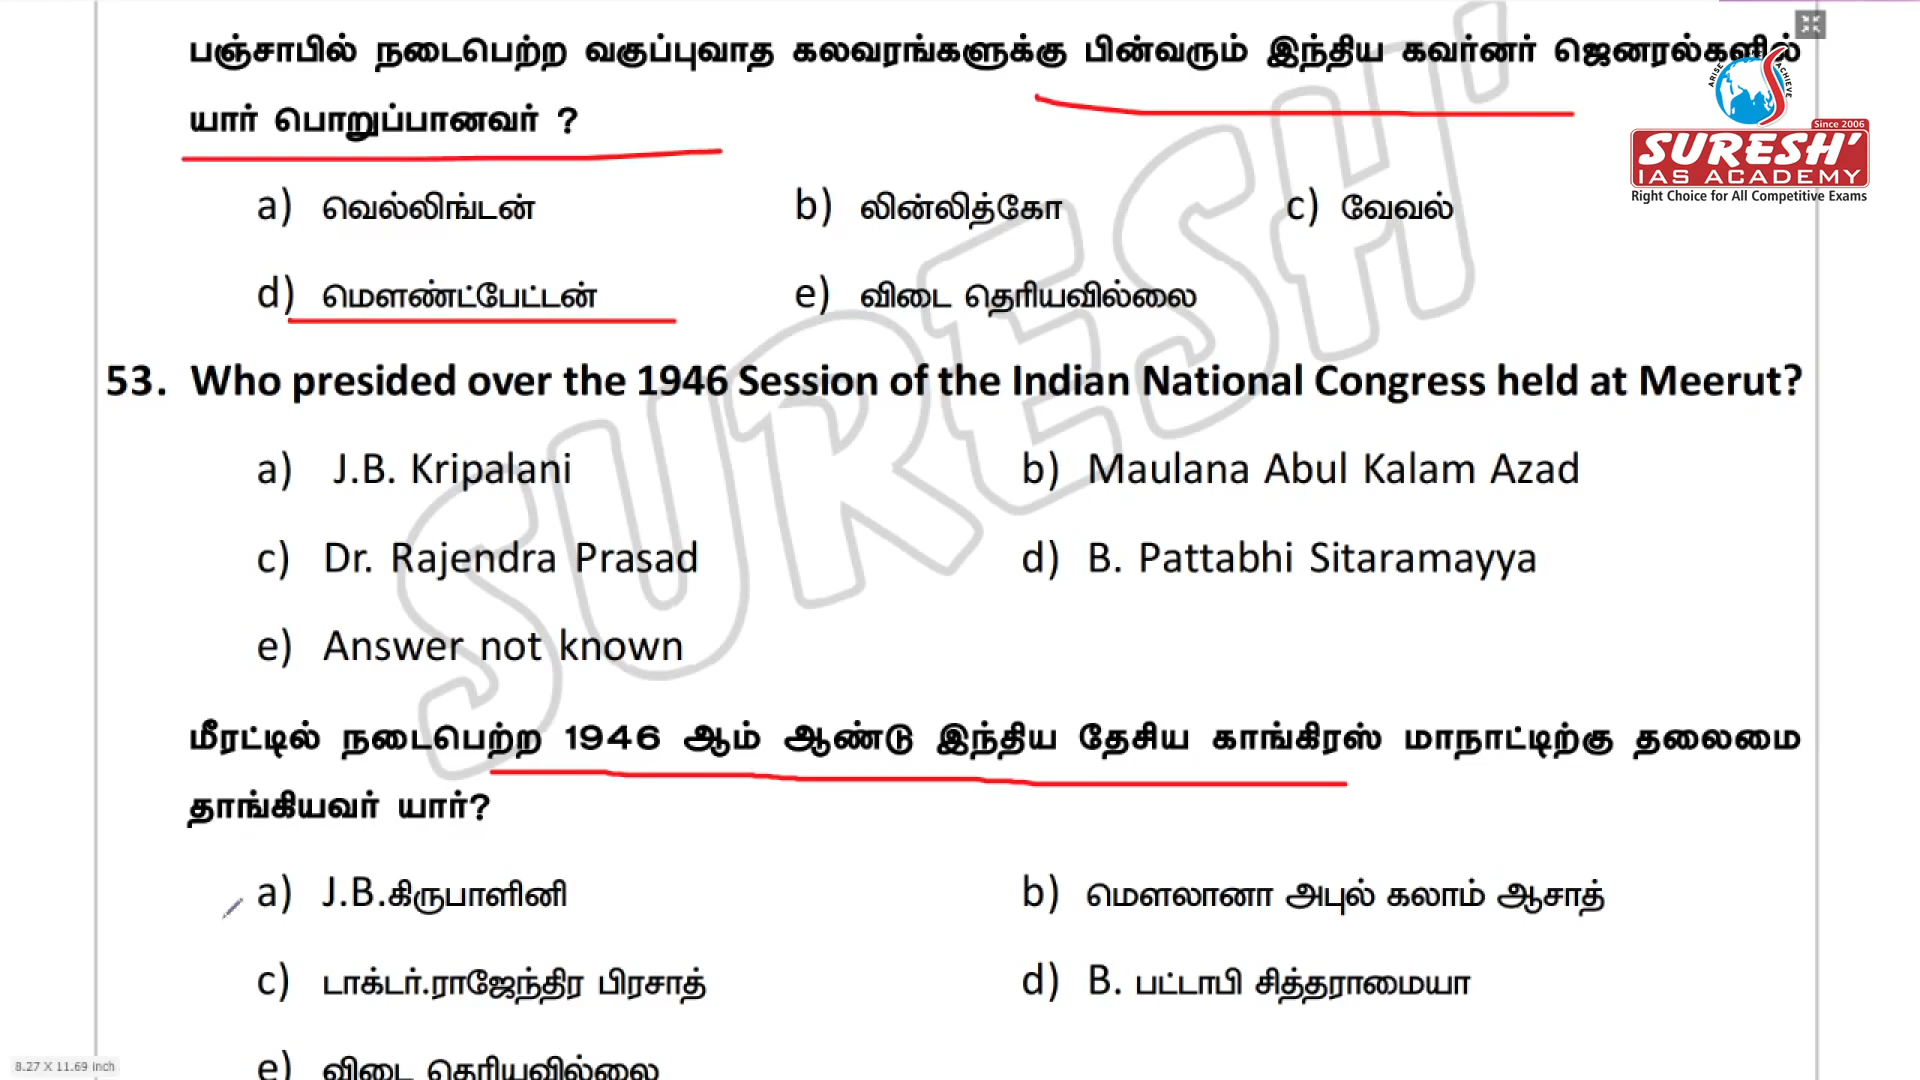 பஞ்சாபில் நடைபெற்ற வகுப்புவாத கலவரங்களுக்கு பின்வரும் இந்திய கவர்னர் ஜெனரல்களில்
யார் பொறுப்பானவர் ?
ARISE ACHIEVE
Since 2006
SURESH'
IAS ACADEMY
Right Choice for All Competitive Exams
a) வெல்லிங்டன் b) லின்லித்கோ c) வேவல்
d) மௌண்ட்பேட்டன் e) விடை தெரியவில்லை
53. Who presided over the 1946 Session of the Indian National Congress held at Meerut?
a) J.B. Kripalani b) Maulana Abul Kalam Azad
c) Dr. Rajendra Prasad d) B. Pattabhi Sitaramayya
e) Answer not known
மீரட்டில் நடைபெற்ற 1946 ஆம் ஆண்டு இந்திய தேசிய காங்கிரஸ் மாநாட்டிற்கு தலைமை
தாங்கியவர் யார்?
a) J.B.கிருபாளினி b) மௌலானா அபுல் கலாம் ஆசாத்
c) டாக்டர்.ராஜேந்திர பிரசாத் d) B. பட்டாபி சித்தராமையா
e) விடை தெரியவில்லை
8.27 X 11.69 inch
SURESH'